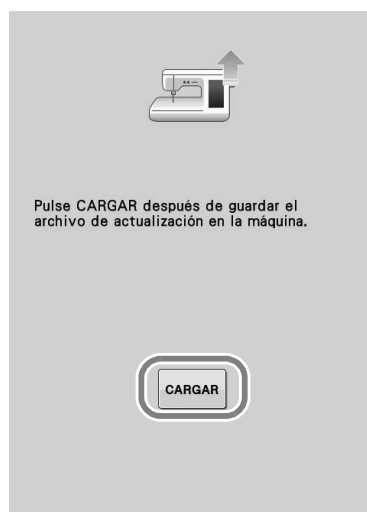 Pulse CARGAR después de guardar el
archivo de actualización en la máquina.
CARGAR